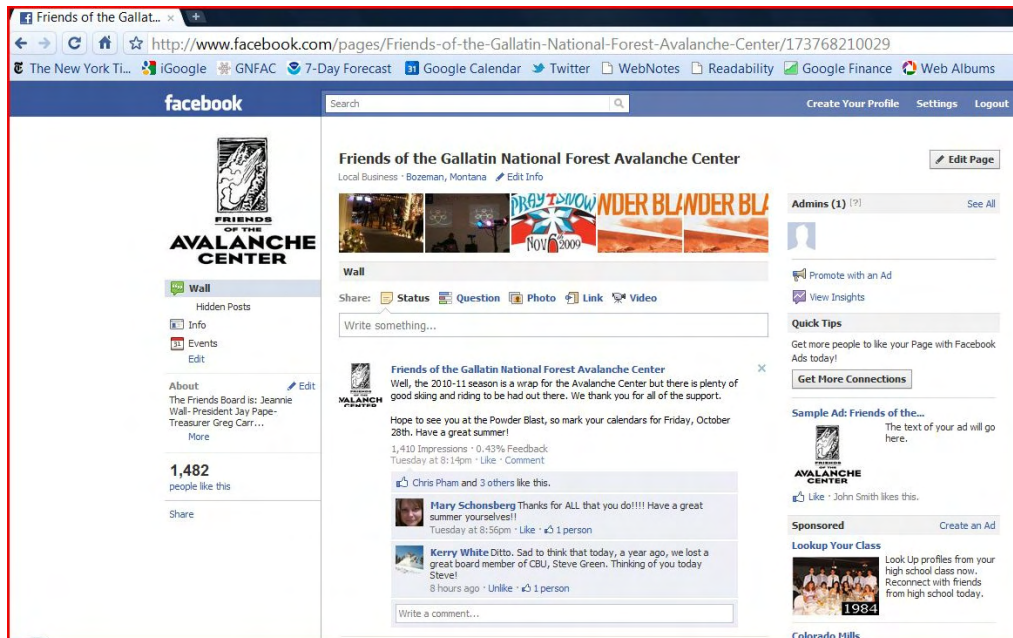 Friends of the Gallat...
http://www.facebook.com/pages/Friends-of-the-Gallatin-National-Forest-Avalanche-Center/173768210029
The New York Ti... iGoogle GNFAC 7-Day Forecast 31 Google Calendar Twitter WebNotes Readability Google Finance Web Albums
facebook
Search
Create Your Profile Settings Logout
FRIENDS
OF THE
AVALANCHE
CENTER
Wall
Hidden Posts
Info
31 Events
Edit
About Edit
The Friends Board is: Jeannie
Wall- President Jay Pape-
Treasurer Greg Carr...
More
1,482
people like this
Share
Friends of the Gallatin National Forest Avalanche Center
Local Business · Bozeman, Montana Edit Info
PRAY 4 SNOW
NOV 6th 2009
WDER BL
WDER BL
Wall
Share: Status Question Photo Link Video
Write something...
VALANCH
CENTER
Friends of the Gallatin National Forest Avalanche Center
Well, the 2010-11 season is a wrap for the Avalanche Center but there is plenty of
good skiing and riding to be had out there. We thank you for all of the support.
Hope to see you at the Powder Blast, so mark your calendars for Friday, October
28th. Have a great summer!
1,410 Impressions · 0.43% Feedback
Tuesday at 8:14pm · Like · Comment
Chris Pham and 3 others like this.
Mary Schonsberg Thanks for ALL that you do!!!! Have a great
summer yourselves!!
Tuesday at 8:56pm · Like · 1 person
Kerry White Ditto. Sad to think that today, a year ago, we lost a
great board member of CBU, Steve Green. Thinking of you today
Steve!
8 hours ago · Unlike · 1 person
Write a comment...
Edit Page
Admins (1) [?] See All
Promote with an Ad
View Insights
Quick Tips
Get more people to like your Page with Facebook
Ads today!
Get More Connections
Sample Ad: Friends of the...
The text of your ad will go
here.
FRIENDS
OF THE
AVALANCHE
CENTER
Like · John Smith likes this.
Sponsored Create an Ad
Lookup Your Class
Look Up profiles from your
high school class now.
Reconnect with friends
from high school today.
1984
Colorado Mills